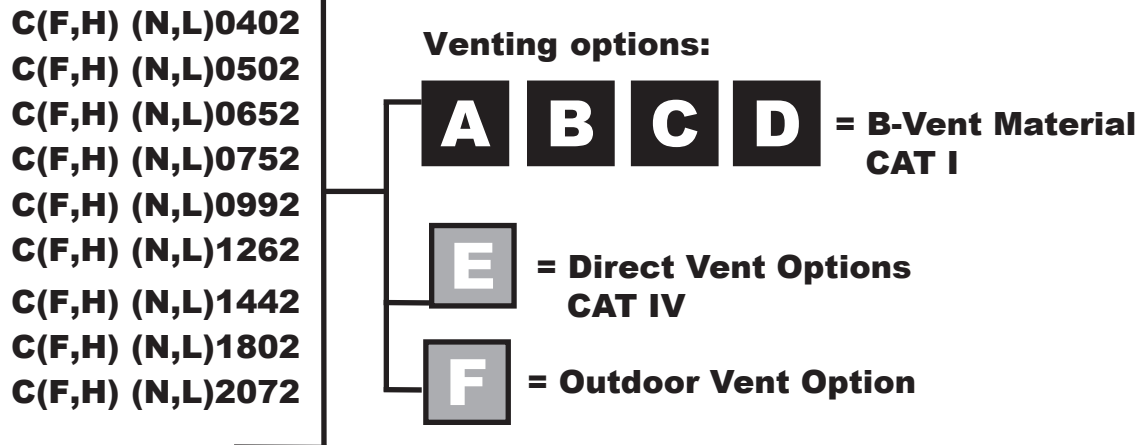 C(F,H) (N,L)0402
C(F,H) (N,L)0502
C(F,H) (N,L)0652
C(F,H) (N,L)0752
C(F,H) (N,L)0992
C(F,H) (N,L)1262
C(F,H) (N,L)1442
C(F,H) (N,L)1802
C(F,H) (N,L)2072
Venting options:
A B C D = B-Vent Material
CAT I
E = Direct Vent Options
CAT IV
F = Outdoor Vent Option